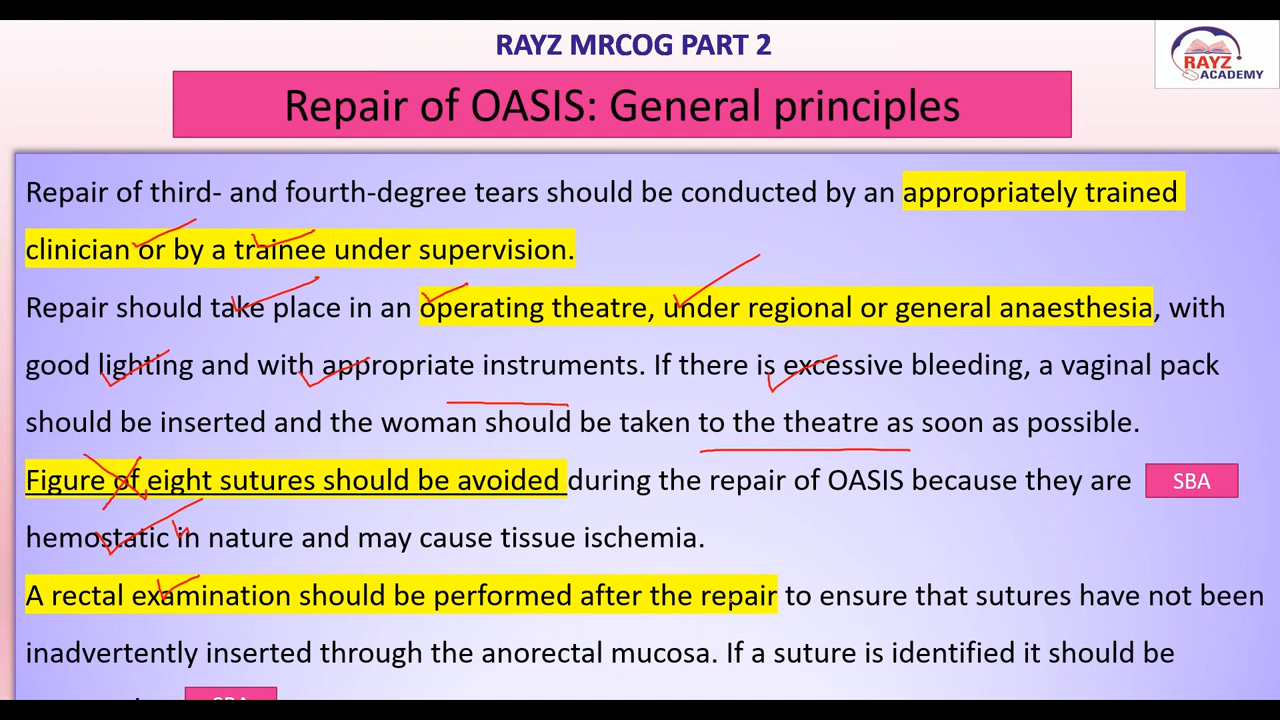 RAYZ MRCOG PART 2
RAYZ
ACADEMY
Repair of OASIS: General principles
Repair of third- and fourth-degree tears should be conducted by an appropriately trained
clinician or by a trainee under supervision.
Repair should take place in an operating theatre, under regional or general anaesthesia, with
good lighting and with appropriate instruments. If there is excessive bleeding, a vaginal pack
should be inserted and the woman should be taken to the theatre as soon as possible.
Figure of eight sutures should be avoided during the repair of OASIS because they are SBA
hemostatic in nature and may cause tissue ischemia.
A rectal examination should be performed after the repair to ensure that sutures have not been
inadvertently inserted through the anorectal mucosa. If a suture is identified it should be